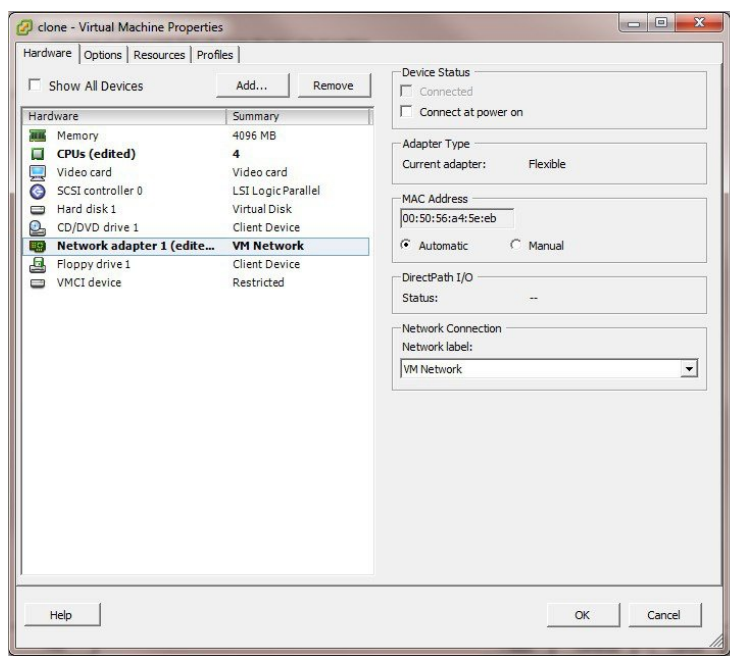 clone - Virtual Machine Properties
Hardware Options Resources Profiles
Show All Devices Add... Remove
Hardware Summary
Memory 4096 MB
CPUs (edited) 4
Video card Video card
SCSI controller 0 LSI Logic Parallel
Hard disk 1 Virtual Disk
CD/DVD drive 1 Client Device
Network adapter 1 (edite... VM Network
Floppy drive 1 Client Device
VMCI device Restricted
Device Status
Connected
Connect at power on
Adapter Type
Current adapter: Flexible
MAC Address
00:50:56:a4:5e:eb
Automatic Manual
DirectPath I/O
Status: --
Network Connection
Network label:
VM Network
Help OK Cancel